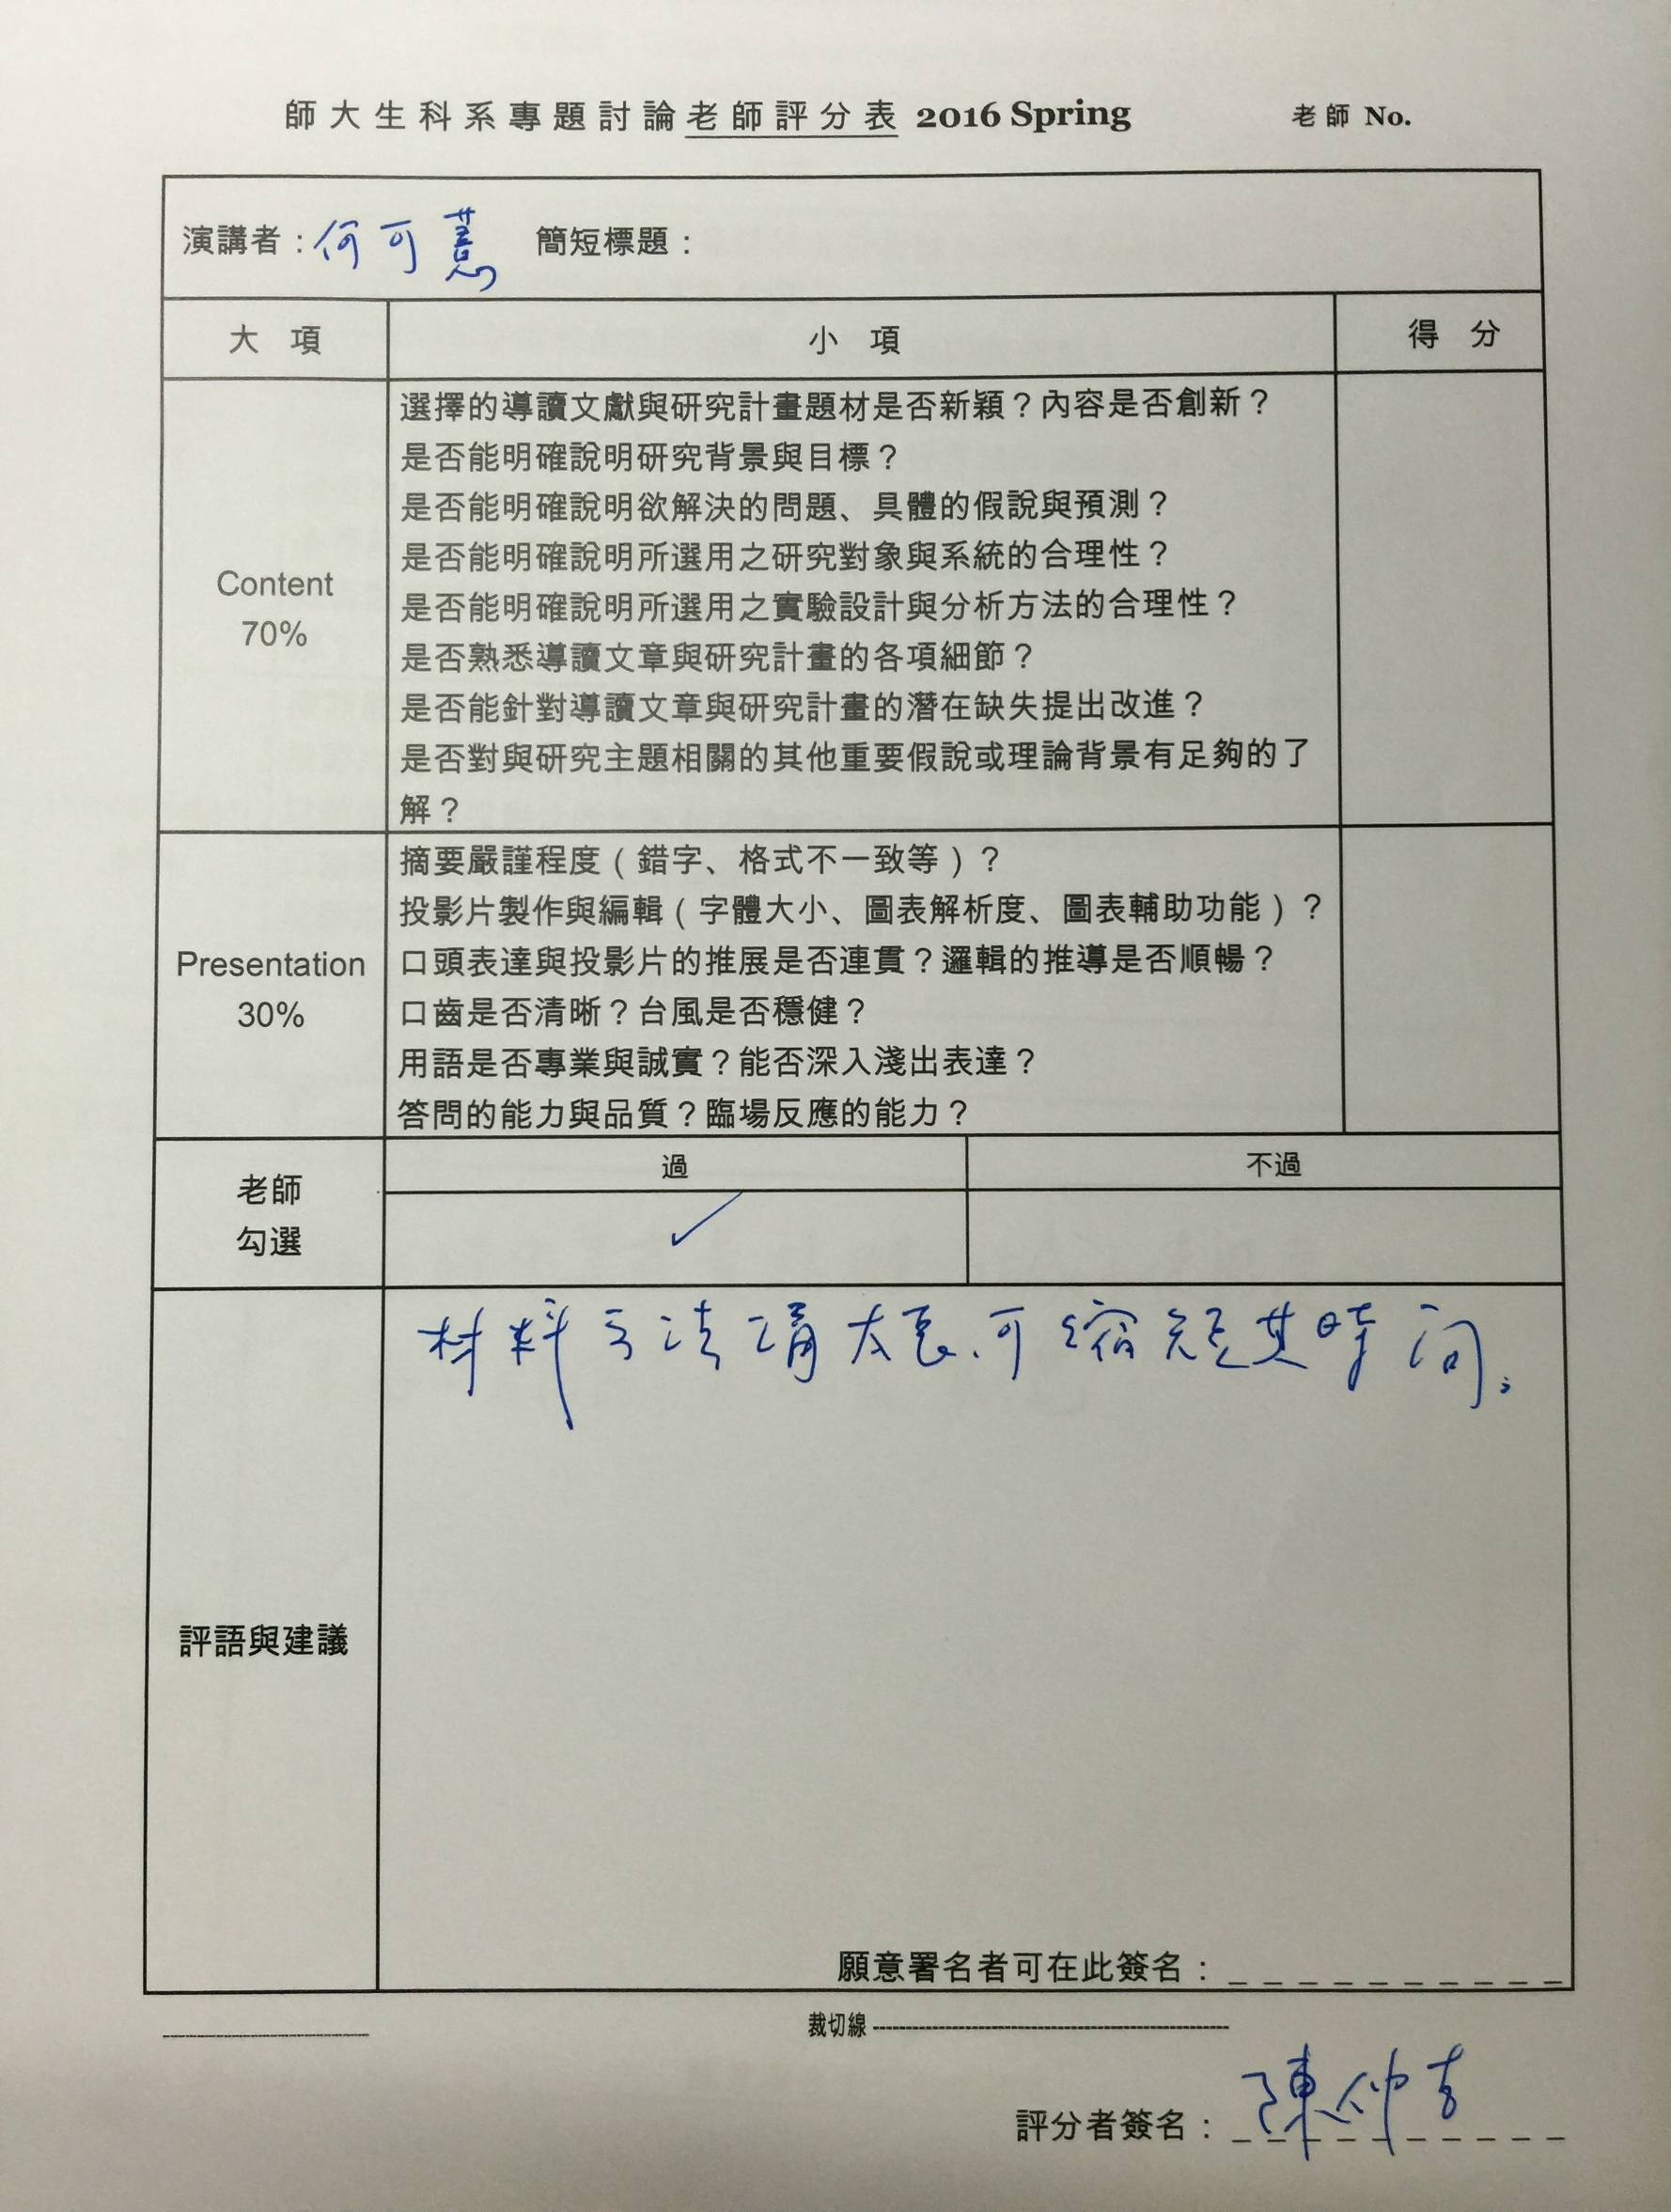 師大生科系專題討論老師評分表 2016 Spring 老師 No.
演講者：何可薏 簡短標題：
大 項 小 項 得 分
Content
70%
選擇的導讀文獻與研究計畫題材是否新穎？內容是否創新？
是否能明確說明研究背景與目標？
是否能明確說明欲解決的問題、具體的假說與預測？
是否能明確說明所選用之研究對象與系統的合理性？
是否能明確說明所選用之實驗設計與分析方法的合理性？
是否熟悉導讀文章與研究計畫的各項細節？
是否能針對導讀文章與研究計畫的潛在缺失提出改進？
是否對與研究主題相關的其他重要假說或理論背景有足夠的了
解？
Presentation
30%
摘要嚴謹程度（錯字、格式不一致等）？
投影片製作與編輯（字體大小、圖表解析度、圖表輔助功能）？
口頭表達與投影片的推展是否連貫？邏輯的推導是否順暢？
口齒是否清晰？台風是否穩健？
用語是否專業與誠實？能否深入淺出表達？
答問的能力與品質？臨場反應的能力？
老師
勾選
過 不過
✓
評語與建議
材料方法講太長、可縮短其時間；
願意署名者可在此簽名：
裁切線
評分者簽名：陳仲吉